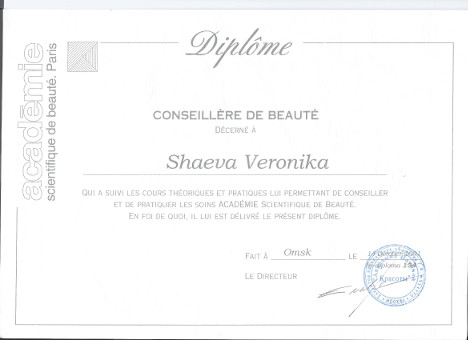 Diplôme
académie
scientifique de beauté. Paris
CONSEILLÈRE DE BEAUTÉ
DÉCERNÉ À
Shaeva Veronika
QUI A SUIVI LES COURS THÉORIQUES ET PRATIQUES LUI PERMETTANT DE CONSEILLER
ET DE PRATIQUER LES SOINS ACADÉMIE SCIENTIFIQUE DE BEAUTÉ.
EN FOI DE QUOI, IL LUI EST DÉLIVRÉ LE PRÉSENT DIPLÔME.
FAIT À Omsk LE
LE DIRECTEUR